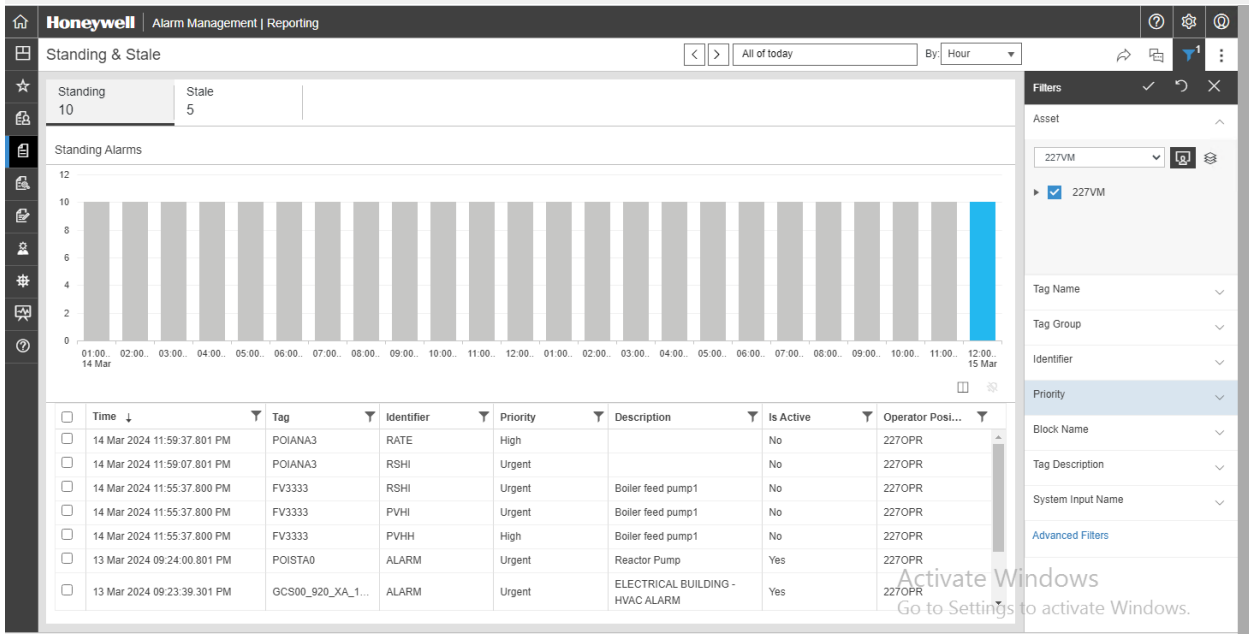 Honeywell Alarm Management | Reporting
Standing & Stale
All of today
By: Hour
1
Standing
10
Stale
5
Standing Alarms
12
10
8
6
4
2
0
01:00.. 02:00.. 03:00.. 04:00.. 05:00.. 06:00.. 07:00.. 08:00.. 09:00.. 10:00.. 11:00.. 12:00.. 01:00.. 02:00.. 03:00.. 04:00.. 05:00.. 06:00.. 07:00.. 08:00.. 09:00.. 10:00.. 11:00.. 12:00..
14 Mar 15 Mar
Time Tag Identifier Priority Description Is Active Operator Posi...
14 Mar 2024 11:59:37.801 PM POIANA3 RATE High No 227OPR
14 Mar 2024 11:59:07.801 PM POIANA3 RSHI Urgent No 227OPR
14 Mar 2024 11:55:37.800 PM FV3333 RSHI Urgent Boiler feed pump1 No 227OPR
14 Mar 2024 11:55:37.800 PM FV3333 PVHI Urgent Boiler feed pump1 No 227OPR
14 Mar 2024 11:55:37.800 PM FV3333 PVHH High Boiler feed pump1 No 227OPR
13 Mar 2024 09:24:00.801 PM POISTA0 ALARM Urgent Reactor Pump Yes 227OPR
13 Mar 2024 09:23:39.301 PM GCS00_920_XA_1... ALARM Urgent ELECTRICAL BUILDING -
HVAC ALARM Yes 227OPR
Filters
Asset
227VM
227VM
Tag Name
Tag Group
Identifier
Priority
Block Name
Tag Description
System Input Name
Advanced Filters
Activate Windows
Go to Settings to activate Windows.